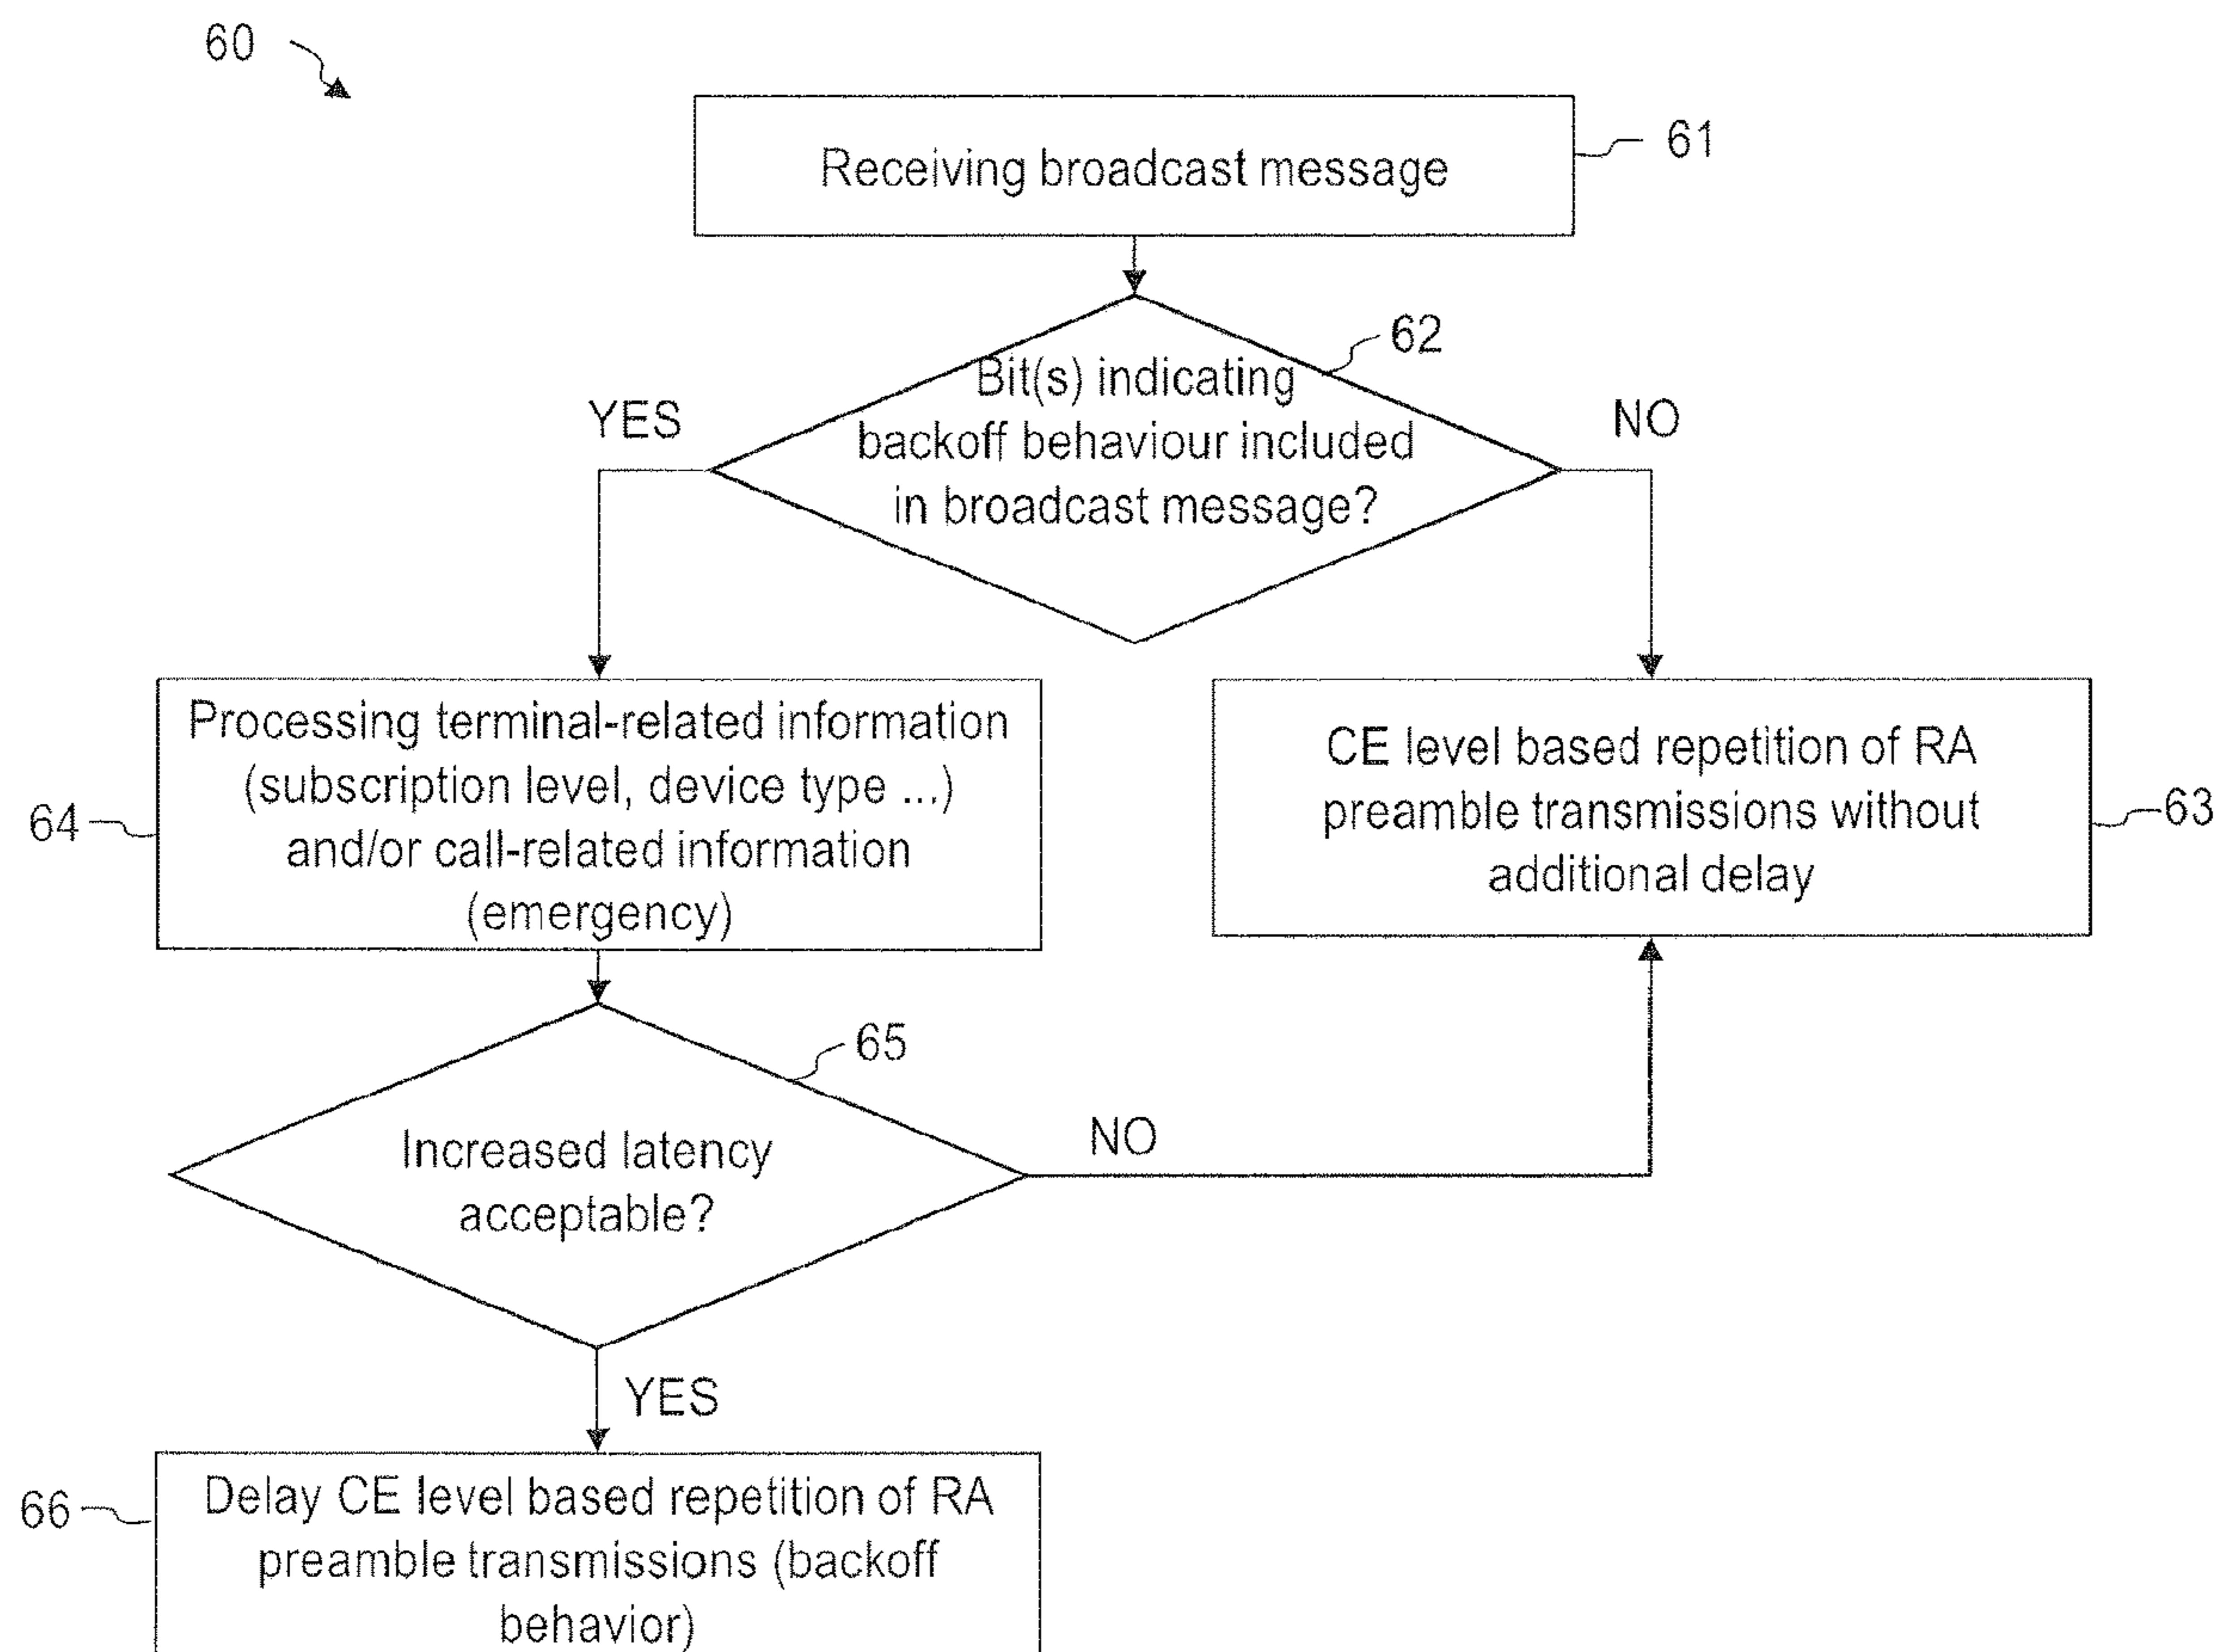 60
Receiving broadcast message
61
62
Bit(s) indicating
backoff behaviour included
in broadcast message?
YES
NO
Processing terminal-related information
(subscription level, device type ...)
and/or call-related information
(emergency)
64
CE level based repetition of RA
preamble transmissions without
additional delay
63
65
Increased latency
acceptable?
NO
YES
66
Delay CE level based repetition of RA
preamble transmissions (backoff
behavior)